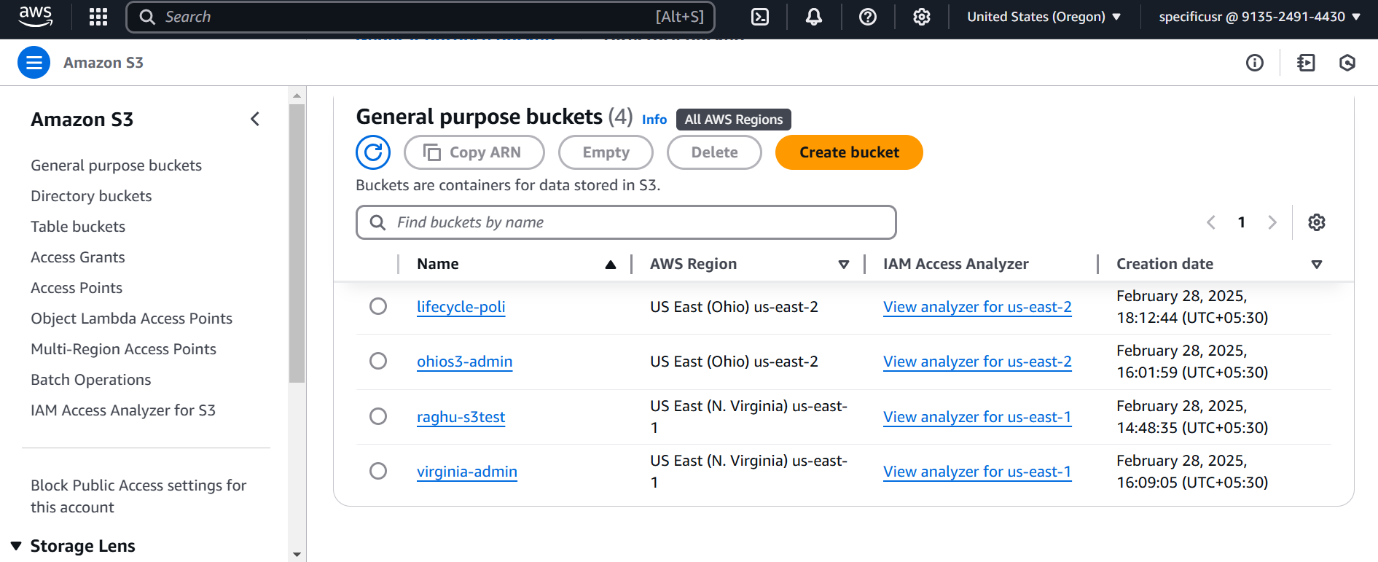 aws
Search [Alt+S] United States (Oregon) ▼ specificusr @ 9135-2491-4430 ▼
Amazon S3
Amazon S3
General purpose buckets
Directory buckets
Table buckets
Access Grants
Access Points
Object Lambda Access Points
Multi-Region Access Points
Batch Operations
IAM Access Analyzer for S3
Block Public Access settings for
this account
▼ Storage Lens
General purpose buckets (4) Info All AWS Regions
Copy ARN Empty Delete Create bucket
Buckets are containers for data stored in S3.
Find buckets by name
1
Name AWS Region IAM Access Analyzer Creation date
lifecycle-poli US East (Ohio) us-east-2 View analyzer for us-east-2 February 28, 2025,
18:12:44 (UTC+05:30)
ohios3-admin US East (Ohio) us-east-2 View analyzer for us-east-2 February 28, 2025,
16:01:59 (UTC+05:30)
raghu-s3test US East (N. Virginia) us-east- View analyzer for us-east-1 February 28, 2025,
1 14:48:35 (UTC+05:30)
virginia-admin US East (N. Virginia) us-east- View analyzer for us-east-1 February 28, 2025,
1 16:09:05 (UTC+05:30)